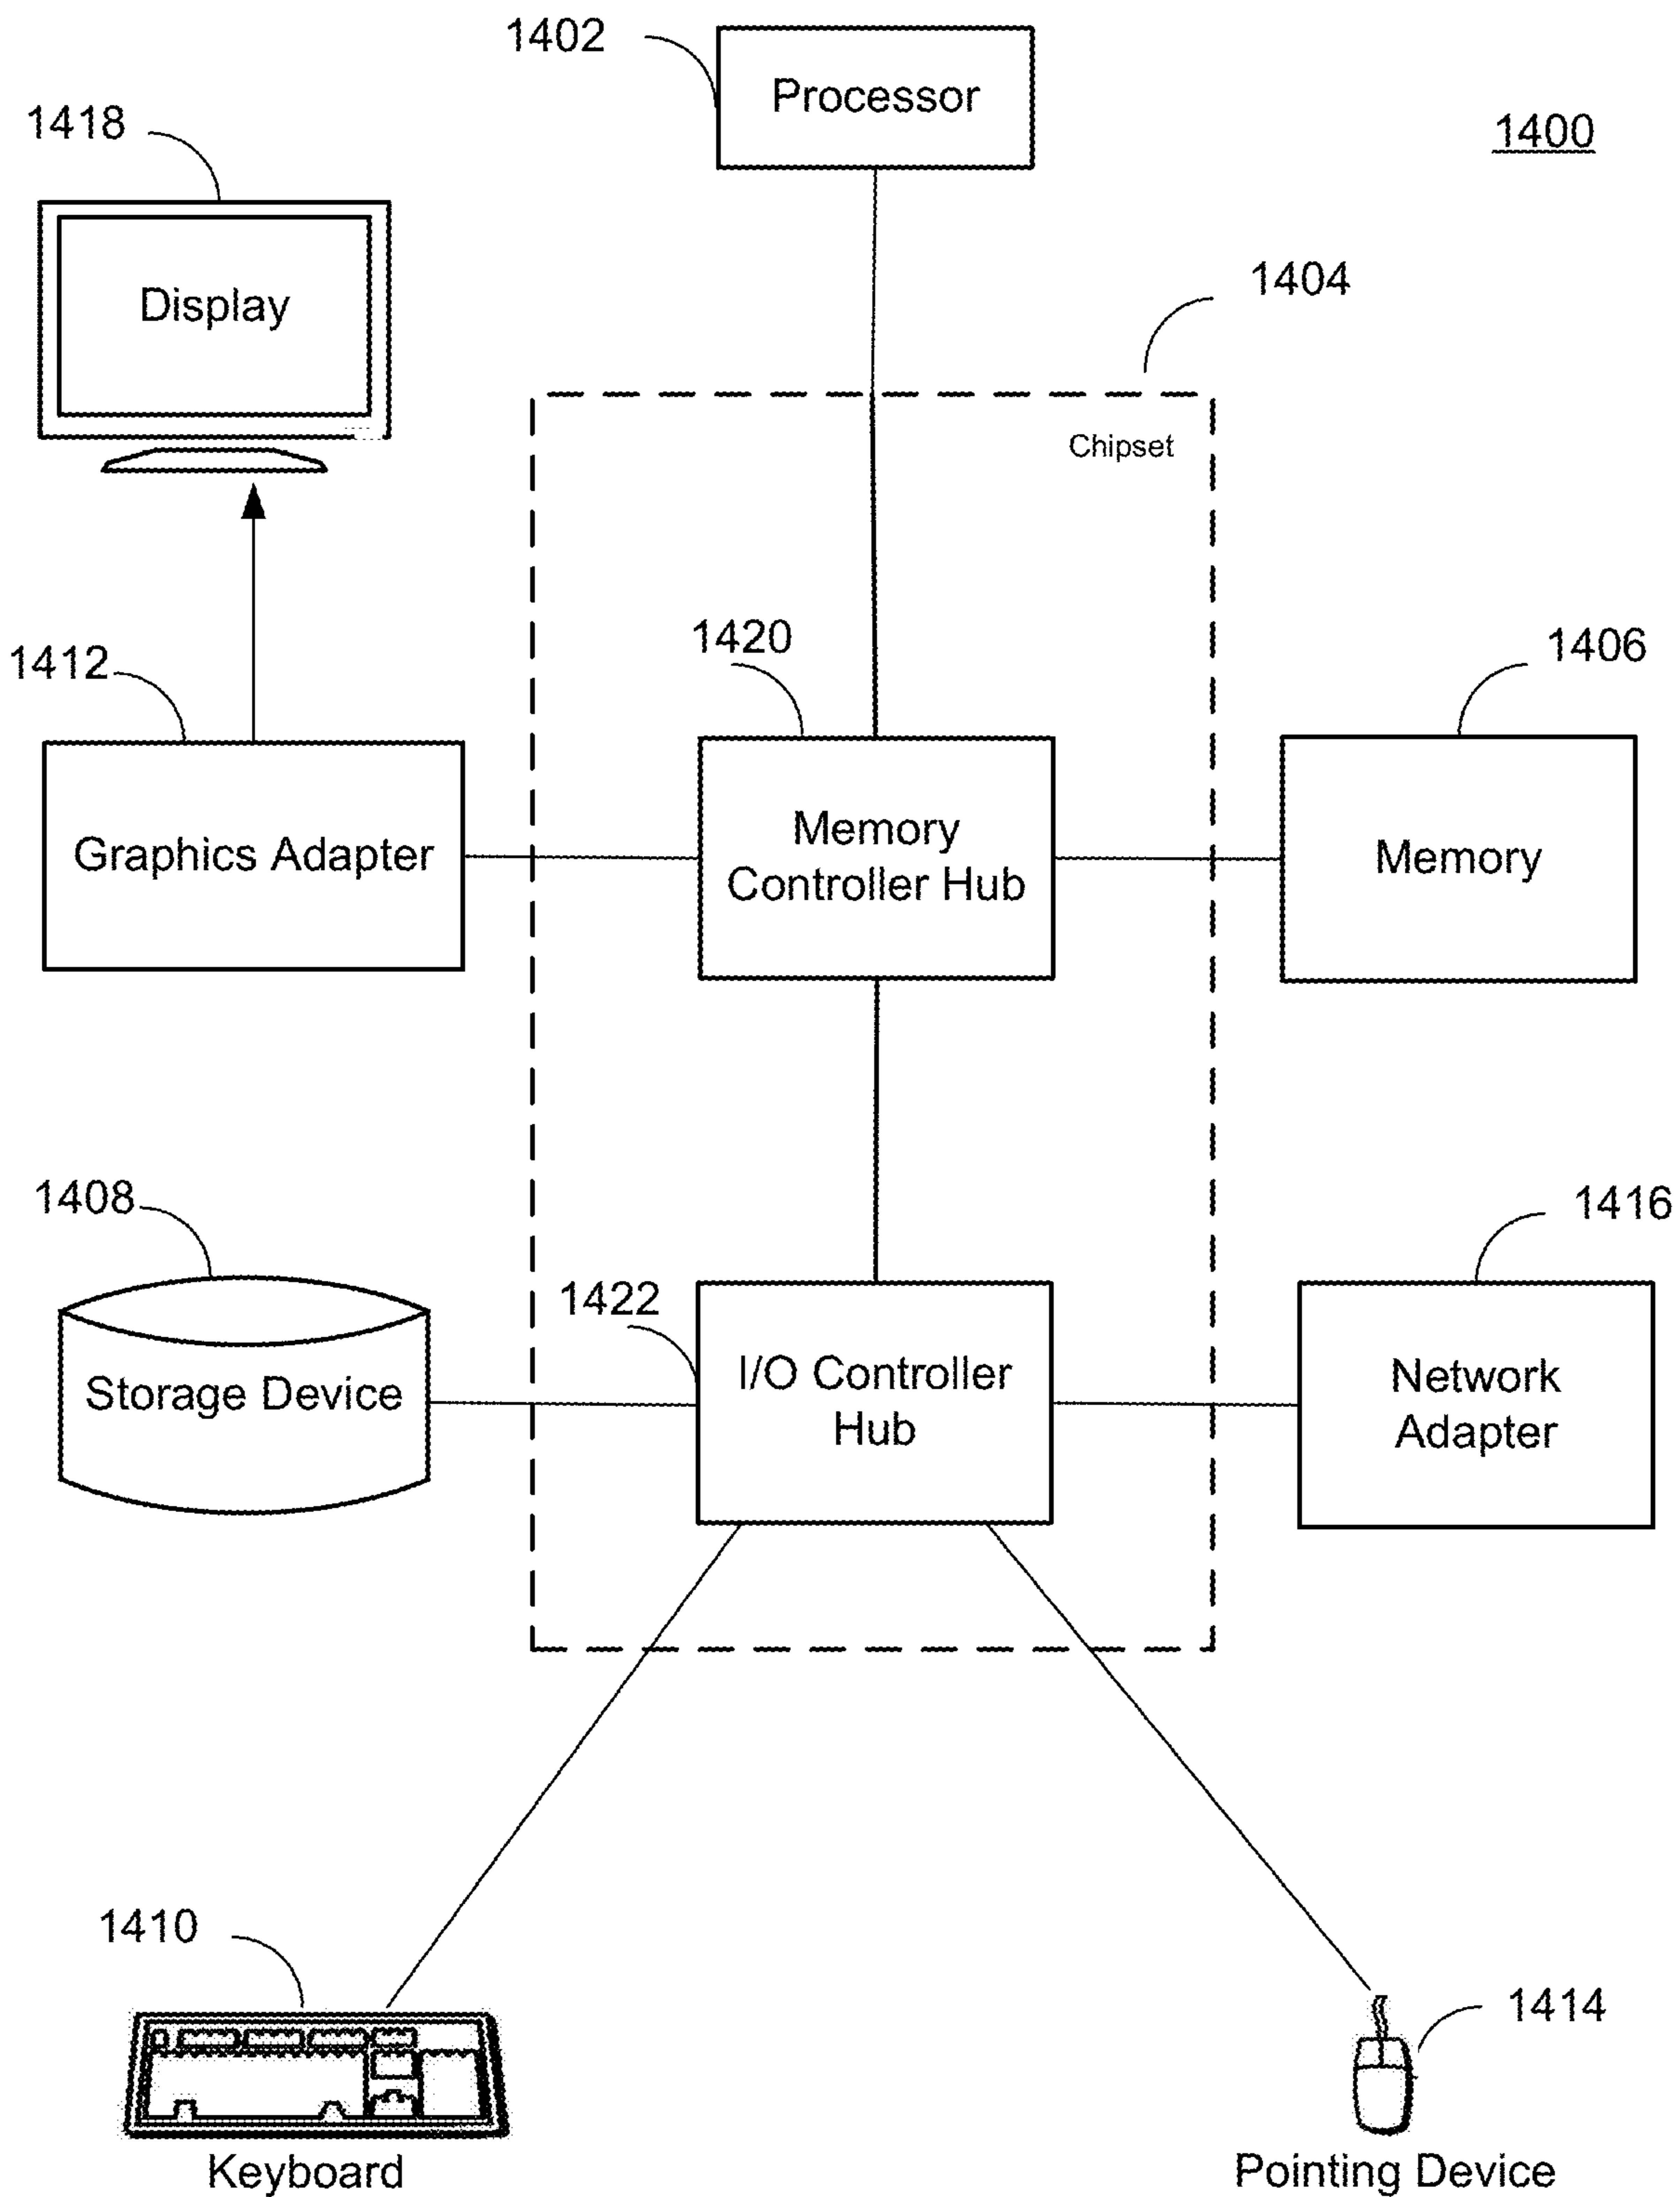 1402
Processor
1400
1418
Display
1404
Chipset
1420
1406
1412
Memory
Controller Hub
Memory
Graphics Adapter
1408
1416
1422
I/O Controller
Hub
Network
Adapter
Storage Device
1410
1414
Keyboard
Pointing Device